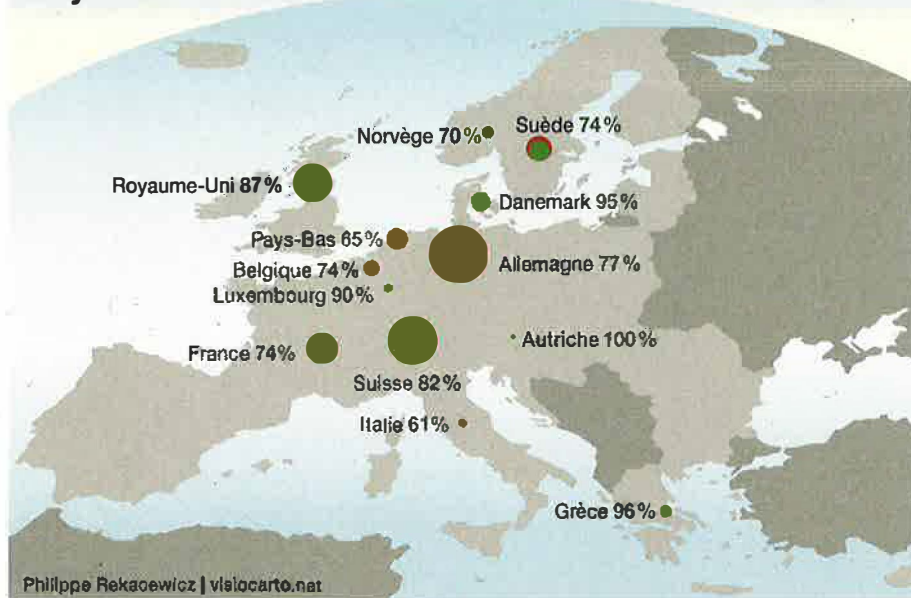 Norvège 70%
Suède 74%
Royaume-Uni 87%
Danemark 95%
Pays-Bas 65%
Allemagne 77%
Belgique 74%
Luxembourg 90%
Autriche 100%
France 74%
Suisse 82%
Italie 61%
Grèce 96%
Philippe Rekacewicz | visiocarto.net